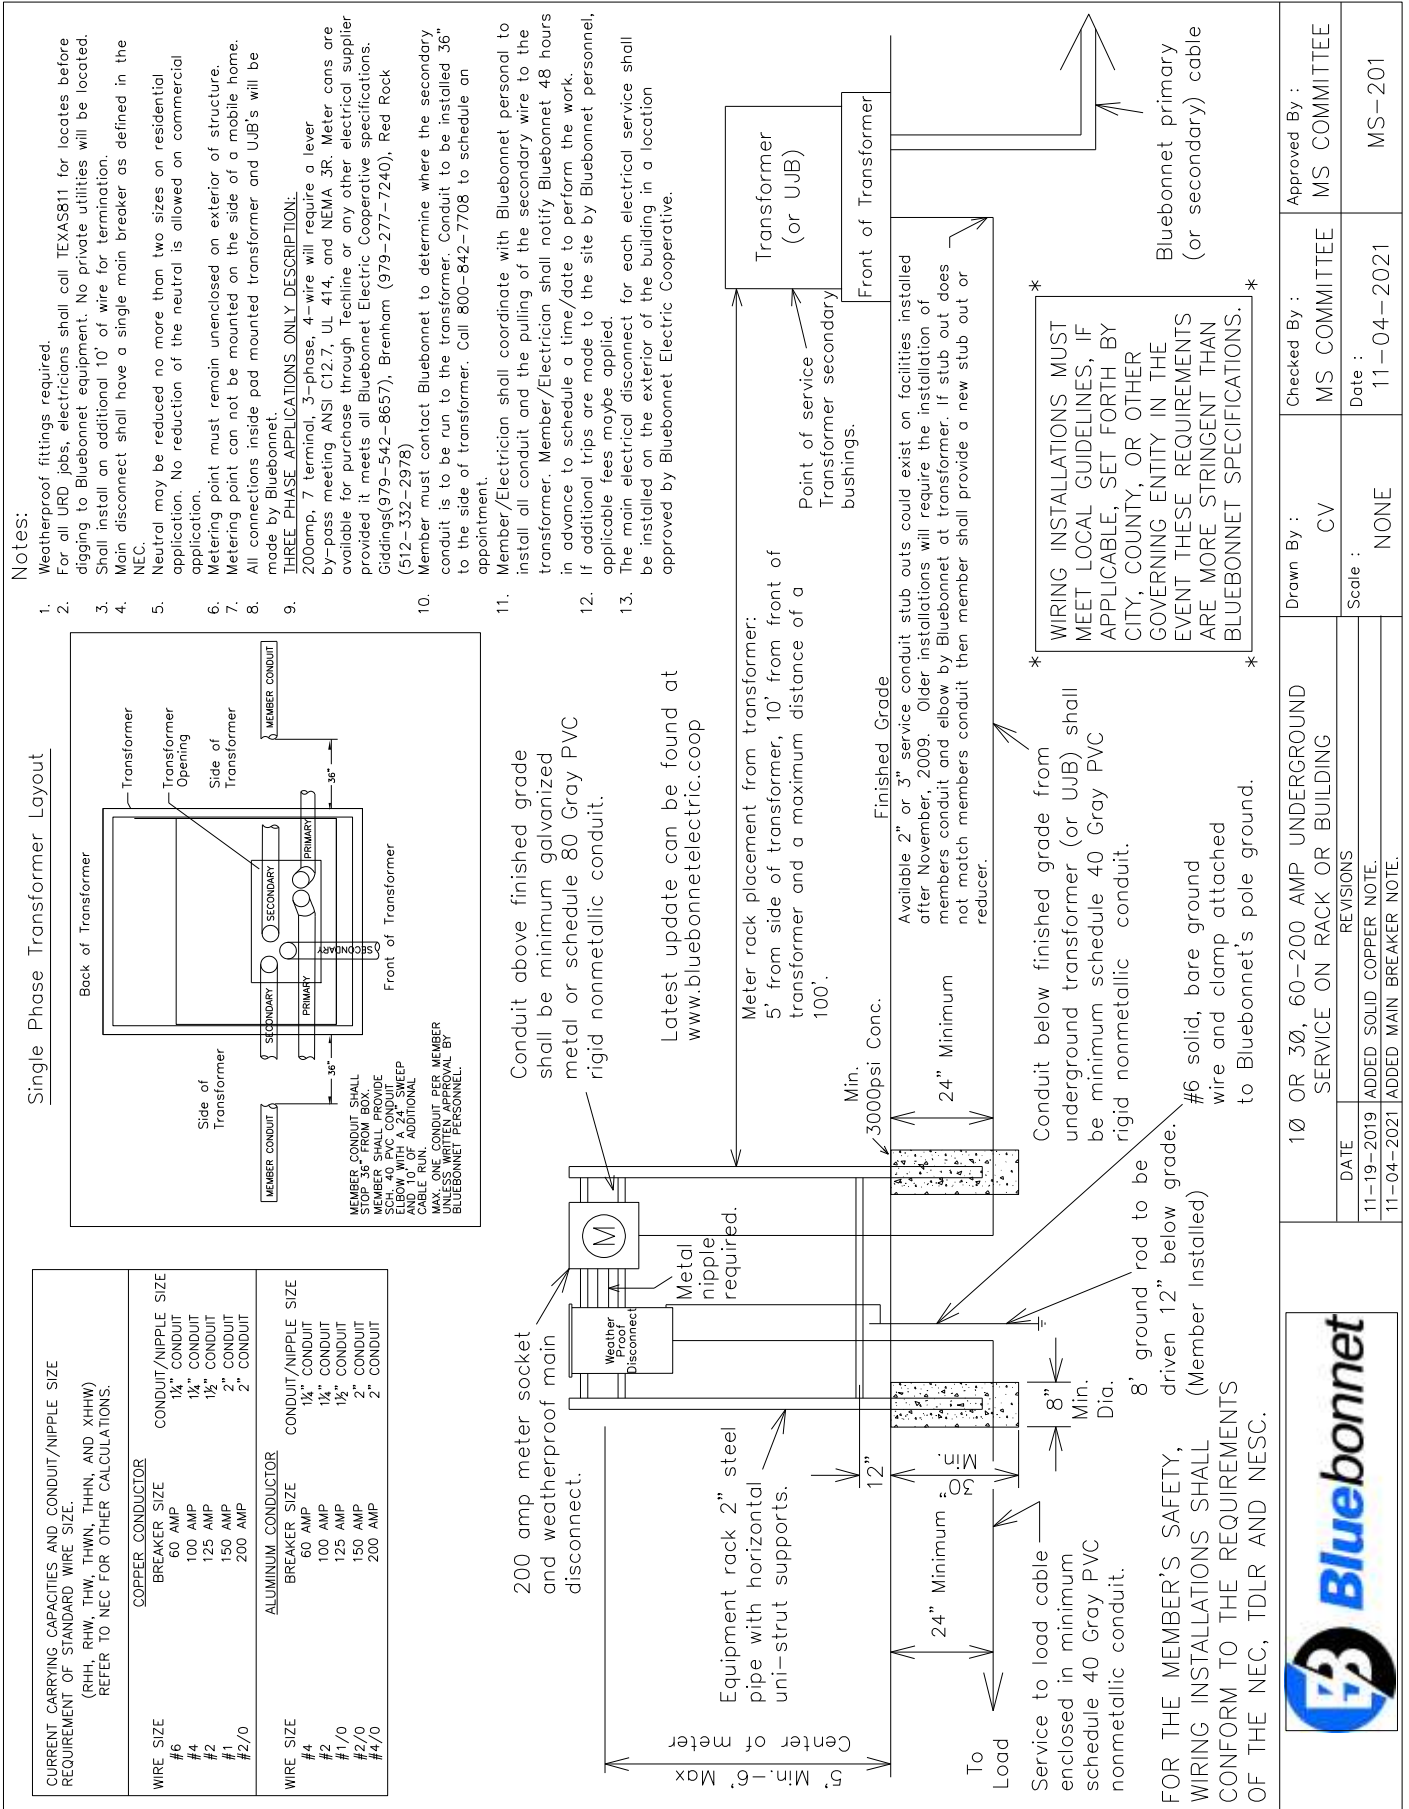 CURRENT CARRYING CAPACITIES AND CONDUIT/NIPPLE SIZE
REQUIREMENT OF STANDARD WIRE SIZE.
(RHH, RHW, THW, THWN, THHN, AND XHHW)
REFER TO NEC FOR OTHER CALCULATIONS.
COPPER CONDUCTOR
WIRE SIZE BREAKER SIZE CONDUIT/NIPPLE SIZE
#6 60 AMP 1¼" CONDUIT
#4 100 AMP 1¼" CONDUIT
#2 125 AMP 1½" CONDUIT
#1 150 AMP 2" CONDUIT
#2/0 200 AMP 2" CONDUIT
ALUMINUM CONDUCTOR
WIRE SIZE BREAKER SIZE CONDUIT/NIPPLE SIZE
#4 60 AMP 1¼" CONDUIT
#2 100 AMP 1¼" CONDUIT
#1/0 125 AMP 1½" CONDUIT
#2/0 150 AMP 2" CONDUIT
#4/0 200 AMP 2" CONDUIT
Single Phase Transformer Layout
Back of Transformer
Transformer
Transformer
Opening
Side of
Transformer
Side of
Transformer
MEMBER CONDUIT
MEMBER CONDUIT
36"
36"
SECONDARY
SECONDARY
SECONDARY
PRIMARY
PRIMARY
Front of Transformer
MEMBER CONDUIT SHALL
STOP 36" FROM BOX.
MEMBER SHALL PROVIDE
SCH. 40 PVC CONDUIT
ELBOW WITH A 24" SWEEP
AND 10' OF ADDITIONAL
CABLE RUN.
MAX. ONE CONDUIT PER MEMBER
UNLESS WRITTEN APPROVAL BY
BLUEBONNET PERSONNEL.
Notes:
1. Weatherproof fittings required.
2. For all URD jobs, electricians shall call TEXAS811 for locates before
digging to Bluebonnet equipment. No private utilities will be located.
3. Shall install an additional 10' of wire for termination.
4. Main disconnect shall have a single main breaker as defined in the
NEC.
5. Neutral may be reduced no more than two sizes on residential
application. No reduction of the neutral is allowed on commercial
application.
6. Metering point must remain unenclosed on exterior of structure.
7. Metering point can not be mounted on the side of a mobile home.
8. All connections inside pad mounted transformer and UJB's will be
made by Bluebonnet.
9. THREE PHASE APPLICATIONS ONLY DESCRIPTION:
200amp, 7 terminal, 3-phase, 4-wire will require a lever
by-pass meeting ANSI C12.7, UL 414, and NEMA 3R. Meter cans are
available for purchase through Techline or any other electrical supplier
provided it meets all Bluebonnet Electric Cooperative specifications.
Giddings(979-542-8657), Brenham (979-277-7240), Red Rock
(512-332-2978)
10. Member must contact Bluebonnet to determine where the secondary
conduit is to be run to the transformer. Conduit to be installed 36"
to the side of transformer. Call 800-842-7708 to schedule an
appointment.
11. Member/Electrician shall coordinate with Bluebonnet personal to
install all conduit and the pulling of the secondary wire to the
transformer. Member/Electrician shall notify Bluebonnet 48 hours
in advance to schedule a time/date to perform the work.
12. If additional trips are made to the site by Bluebonnet personnel,
applicable fees maybe applied.
13. The main electrical disconnect for each electrical service shall
be installed on the exterior of the building in a location
approved by Bluebonnet Electric Cooperative.
200 amp meter socket
and weatherproof main
disconnect.
Conduit above finished grade
shall be minimum galvanized
metal or schedule 80 Gray PVC
rigid nonmetallic conduit.
Latest update can be found at
www.bluebonnetelectric.coop
M
Weather
Proof
Disconnect
Metal
nipple
required.
Equipment rack 2" steel
pipe with horizontal
uni-strut supports.
5' Min.-6' Max
Center of meter
12"
30"
Min.
8"
Min.
Dia.
24" Minimum
24" Minimum
Min.
3000psi Conc.
Meter rack placement from transformer:
5' from side of transformer, 10' from front of
transformer and a maximum distance of a
100'.
Finished Grade
Available 2" or 3" service conduit stub outs could exist on facilities installed
after November, 2009. Older installations will require the installation of
members conduit and elbow by Bluebonnet at transformer. If stub out does
not match members conduit then member shall provide a new stub out or
reducer.
Point of service
Transformer secondary
bushings.
Transformer
(or UJB)
Front of Transformer
Bluebonnet primary
(or secondary) cable
To
Load
Service to load cable
enclosed in minimum
schedule 40 Gray PVC
nonmetallic conduit.
8' ground rod to be
driven 12" below grade.
(Member Installed)
#6 solid, bare ground
wire and clamp attached
to Bluebonnet's pole ground.
Conduit below finished grade from
underground transformer (or UJB) shall
be minimum schedule 40 Gray PVC
rigid nonmetallic conduit.
* *
WIRING INSTALLATIONS MUST
MEET LOCAL GUIDELINES, IF
APPLICABLE, SET FORTH BY
CITY, COUNTY, OR OTHER
GOVERNING ENTITY IN THE
EVENT THESE REQUIREMENTS
ARE MORE STRINGENT THAN
BLUEBONNET SPECIFICATIONS.
* *
FOR THE MEMBER'S SAFETY,
WIRING INSTALLATIONS SHALL
CONFORM TO THE REQUIREMENTS
OF THE NEC, TDLR AND NESC.
B Bluebonnet
1Ø OR 3Ø, 60-200 AMP UNDERGROUND
SERVICE ON RACK OR BUILDING
DATE REVISIONS
11-19-2019 ADDED SOLID COPPER NOTE.
11-04-2021 ADDED MAIN BREAKER NOTE.
Drawn By :
CV
Checked By :
MS COMMITTEE
Approved By :
MS COMMITTEE
Scale :
NONE
Date :
11-04-2021
MS-201